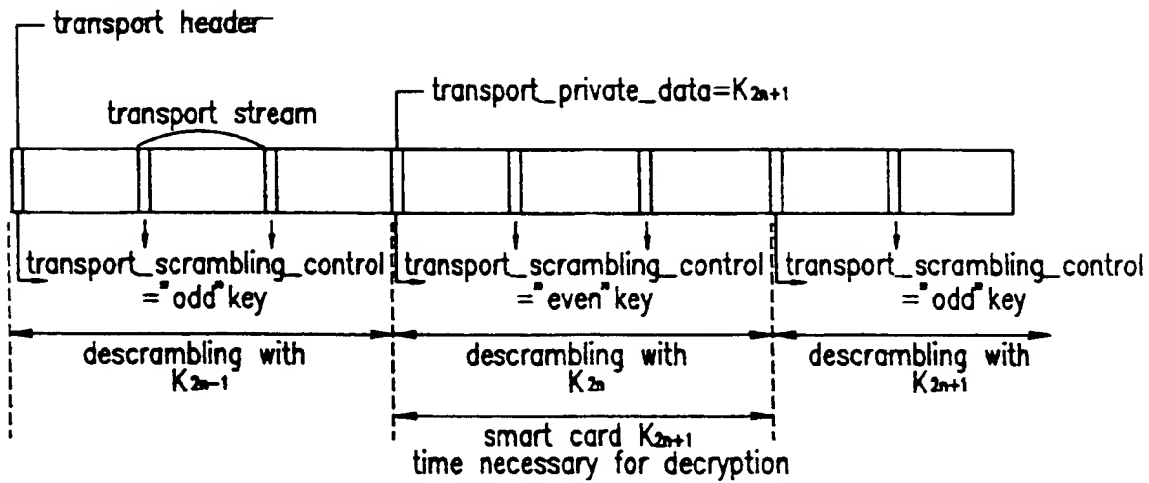 transport header
transport_private_data=K2n+1
transport stream
transport_scrambling_control
="odd"key
transport_scrambling_control
="even"key
transport_scrambling_control
="odd"key
descrambling with
K2n-1
descrambling with
K2n
descrambling with
K2n+1
smart card K2n+1
time necessary for decryption